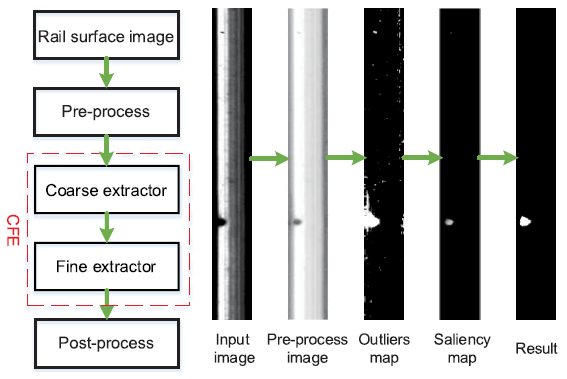 Rail surface image
Pre-process
Coarse extractor
CFE
Fine extractor
Post-process
Input image
Pre-process image
Outliers map
Saliency map
Result